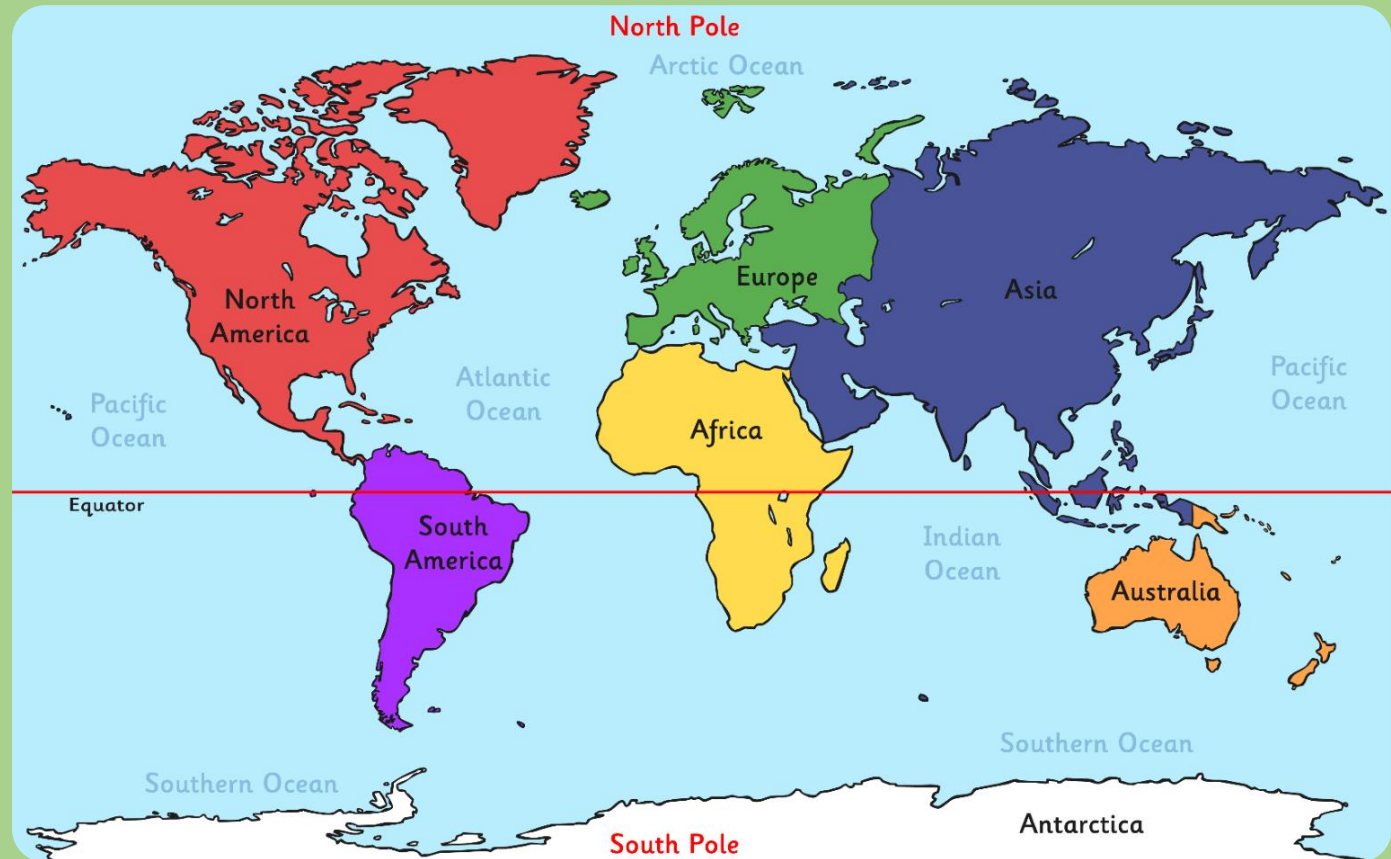 North Pole
Arctic Ocean
North
America
Europe
Asia
Atlantic
Ocean
Pacific
Ocean
Pacific
Ocean
Africa
Equator
South
America
Indian
Ocean
Australia
Southern Ocean
Southern Ocean
Antarctica
South Pole